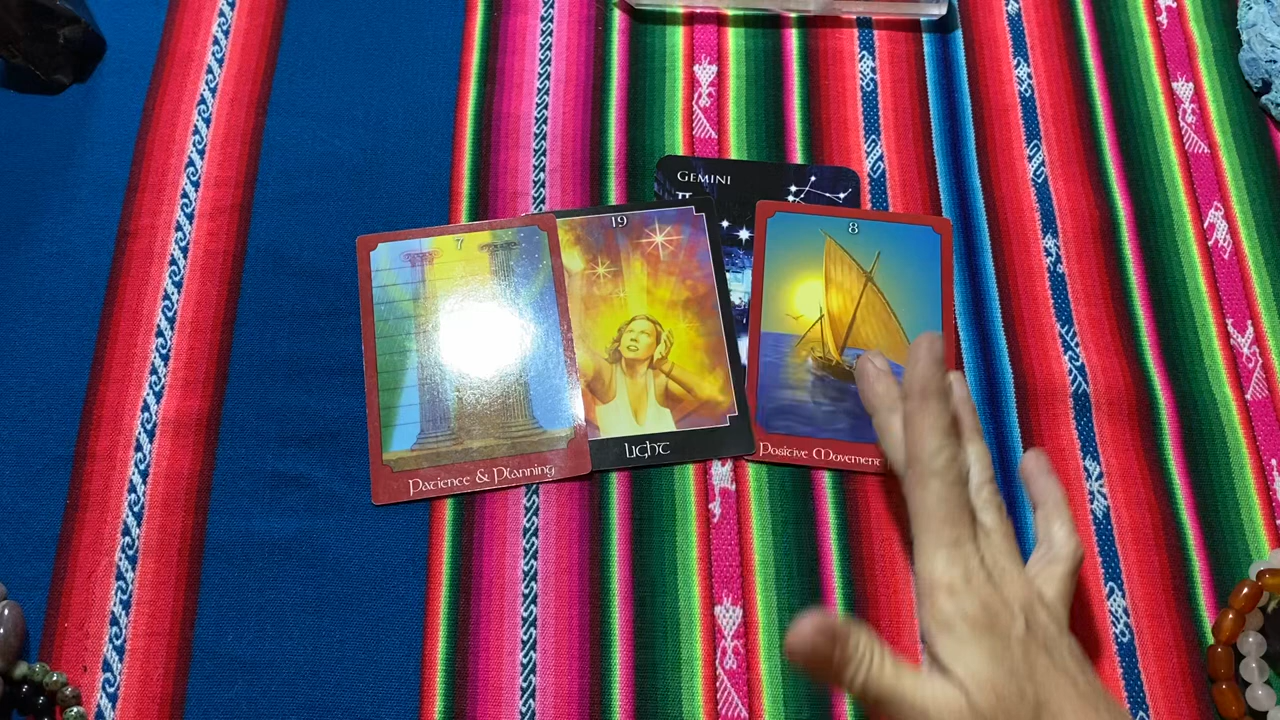 GEMINI
♊
7
Patience & Planning
19
Light
8
Positive Movement